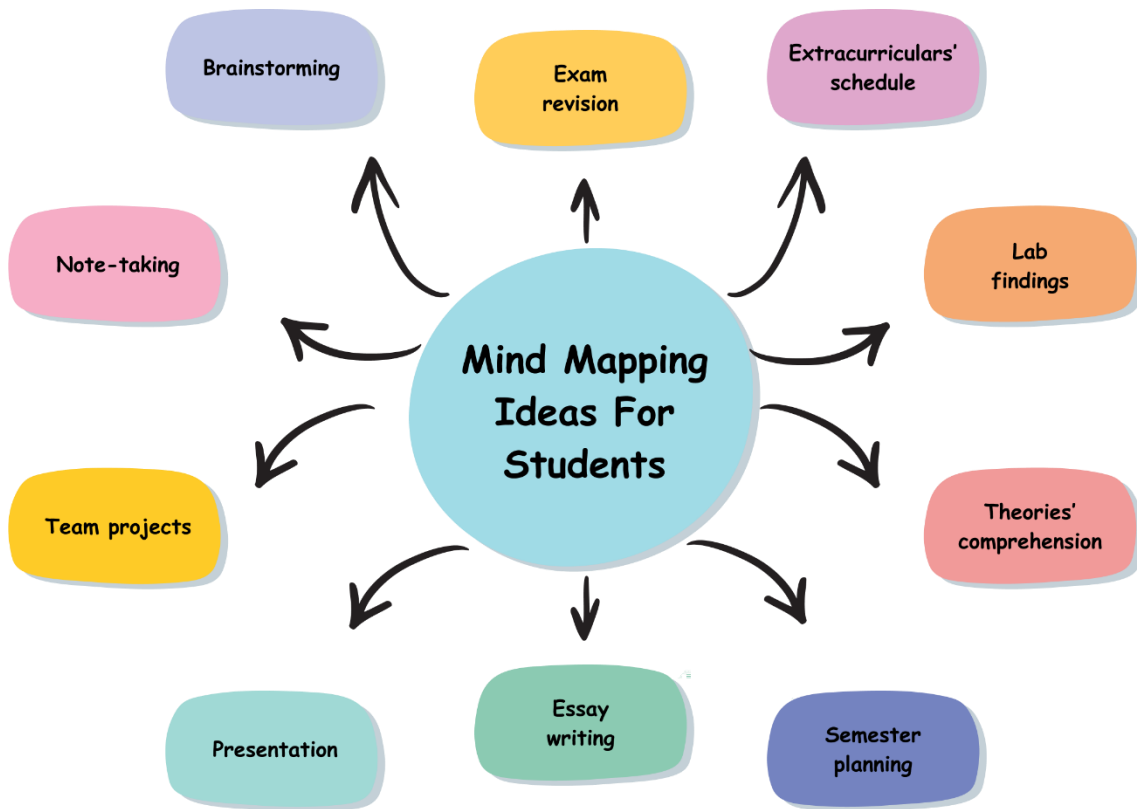 Brainstorming
Exam
revision
Extracurriculars’
schedule
Note-taking
Lab
findings
Mind Mapping
Ideas For
Students
Team projects
Theories’
comprehension
Presentation
Essay
writing
Semester
planning